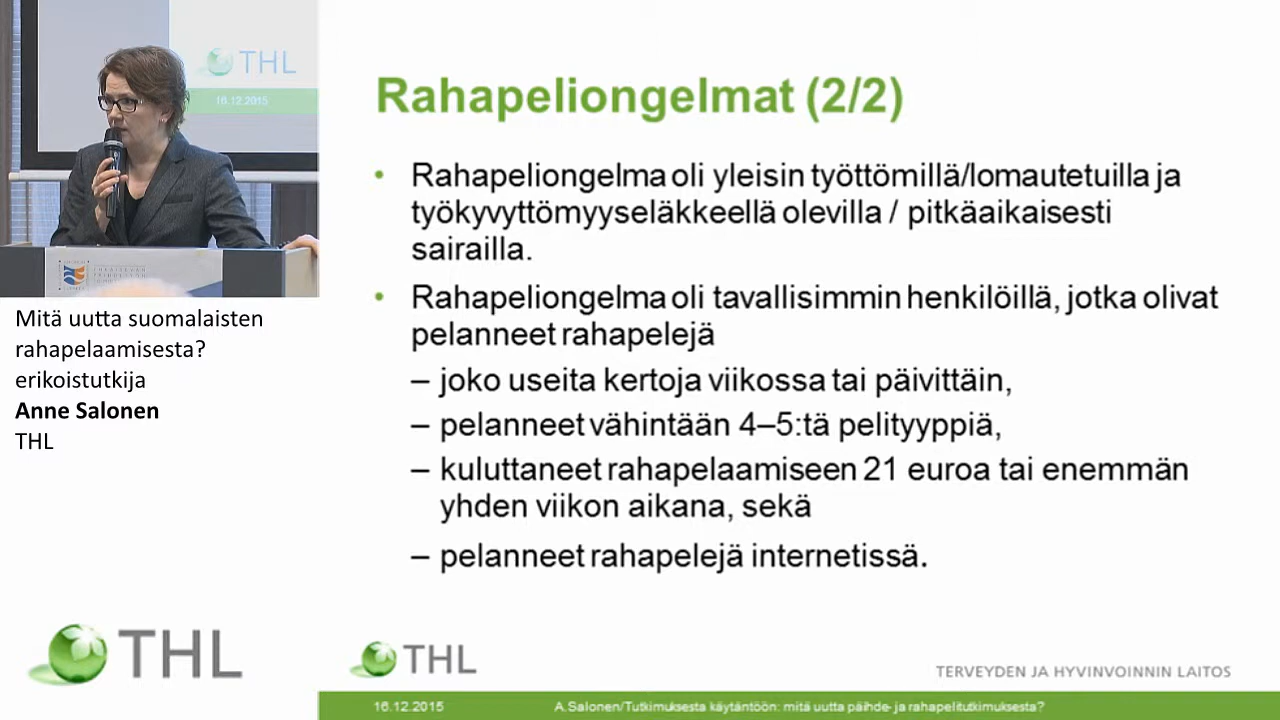 THL
16.12.2015
Mitä uutta suomalaisten
rahapelaamisesta?
erikoistutkija
Anne Salonen
THL
THL
Rahapeliongelmat (2/2)
• Rahapeliongelma oli yleisin työttömillä/lomautetuilla ja
työkyvyttömyyseläkkeellä olevilla / pitkäaikaisesti
sairailla.
• Rahapeliongelma oli tavallisimmin henkilöillä, jotka olivat
pelanneet rahapelejä
– joko useita kertoja viikossa tai päivittäin,
– pelanneet vähintään 4–5:tä pelityyppiä,
– kuluttaneet rahapelaamiseen 21 euroa tai enemmän
yhden viikon aikana, sekä
– pelanneet rahapelejä internetissä.
THL
TERVEYDEN JA HYVINVOINNIN LAITOS
16.12.2015 A.Salonen/Tutkimuksesta käytäntöön: mitä uutta päihde- ja rahapelitutkimuksesta?